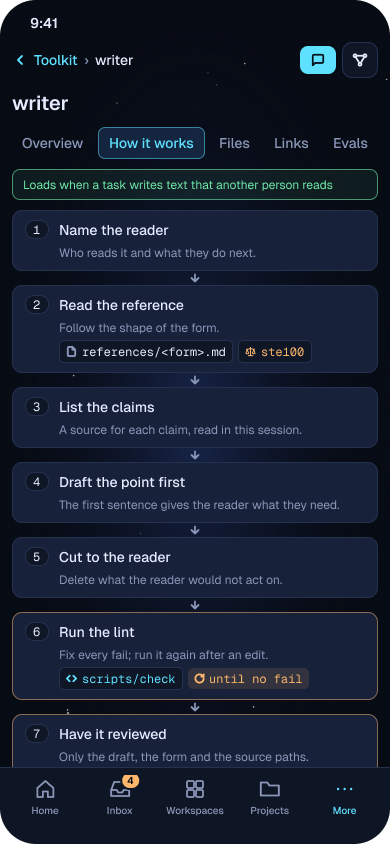 9:41
Toolkit › writer
writer
Overview How it works Files Links Evals
Loads when a task writes text that another person reads
1 Name the reader
Who reads it and what they do next.
2 Read the reference
Follow the shape of the form.
references/<form>.md ste100
3 List the claims
A source for each claim, read in this session.
4 Draft the point first
The first sentence gives the reader what they need.
5 Cut to the reader
Delete what the reader would not act on.
6 Run the lint
Fix every fail; run it again after an edit.
scripts/check until no fail
7 Have it reviewed
Only the draft, the form and the source paths.
4
Home Inbox Workspaces Projects More